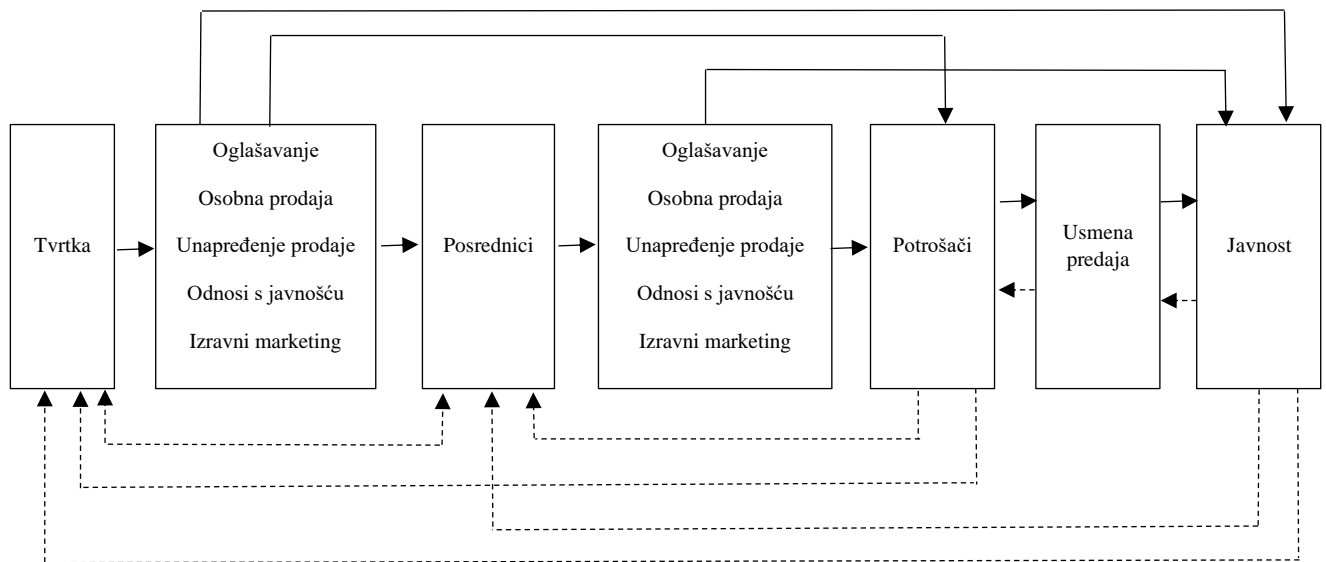 Tvrtka
Oglašavanje
Osobna prodaja
Unapređenje prodaje
Odnosi s javnošću
Izravni marketing
Posrednici
Oglašavanje
Osobna prodaja
Unapređenje prodaje
Odnosi s javnošću
Izravni marketing
Potrošači
Usmena
predaja
Javnost